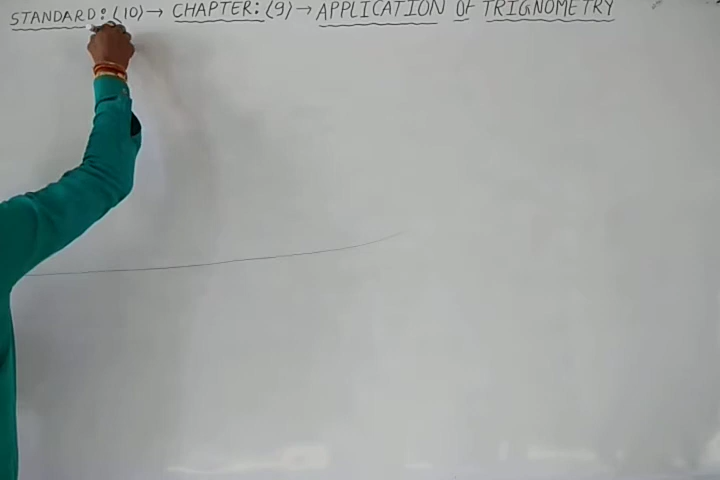 STANDARD: (10) → CHAPTER: (9) → APPLICATION OF TRIGNOMETRY